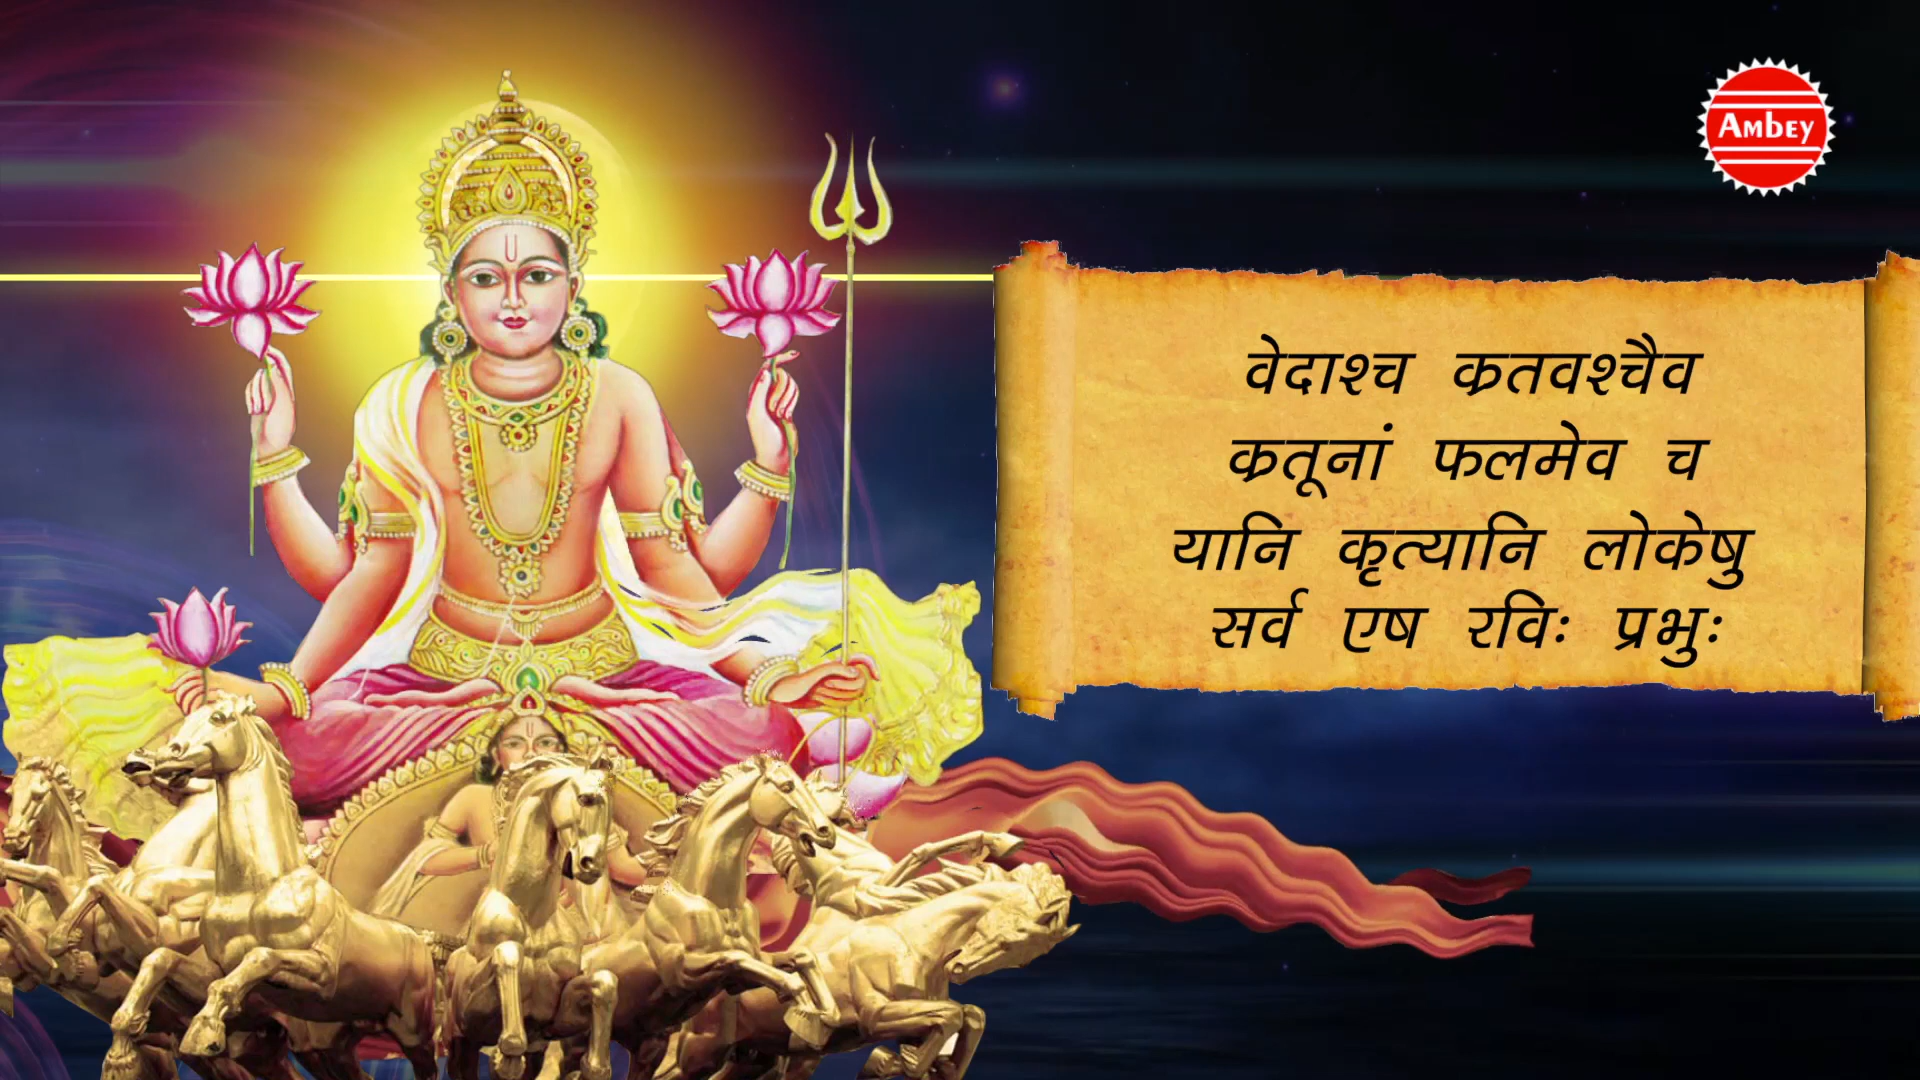 AMBEY
वेदाश्च क्रतवश्चैव
क्रतूनां फलमेव च
यानि कृत्यानि लोकेषु
सर्व एष रविः प्रभुः